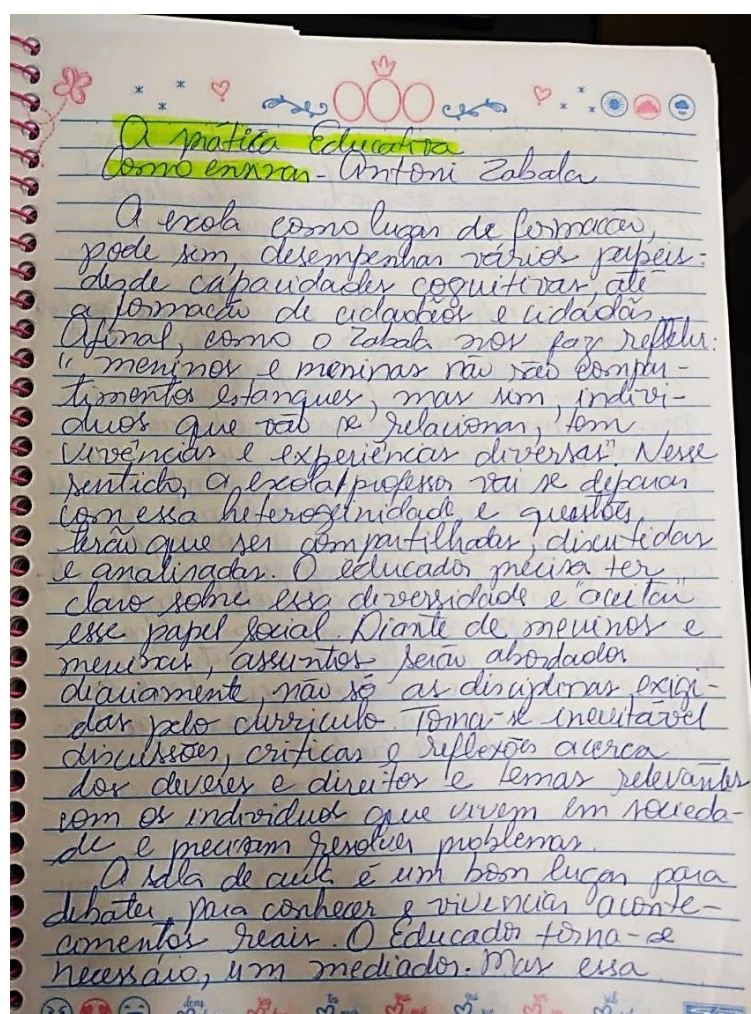 A prática Educativa
Como ensinar - Antoni Zabala
A escola como lugar de formação,
pode sim, desempenhar vários papéis:
desde capacidades cognitivas, até
a formação de cidadãos e cidadãs.
Afinal, como o Zabala nos faz refletir:
"meninos e meninas não são compar-
timentos estanques, mas sim, indiví-
duos que vão se relacionar, tem
vivências e experiências diversas". Nesse
sentido, a escola/professor vai se deparar
com essa heterogenidade e questões
terão que ser compartilhadas, discutidas
e analisadas. O educador precisa ter
claro sobre essa diversidade e "aceitar"
esse papel social. Diante de meninos e
meninas, assuntos serão abordados
diariamente, não só as disciplinas exigi-
das pelo curriculo. Torna-se inevitável
discussões, críticas e reflexões acerca
dos deveres e direitos e temas relevantes
com os individuos que vivem em socieda-
de e precisam resolver problemas.
A sala de aula é um bom lugar para
debater, para conhecer e vivenciar aconte-
comentos reais. O Educador torna-se
necessáio, um mediador. Mas essa